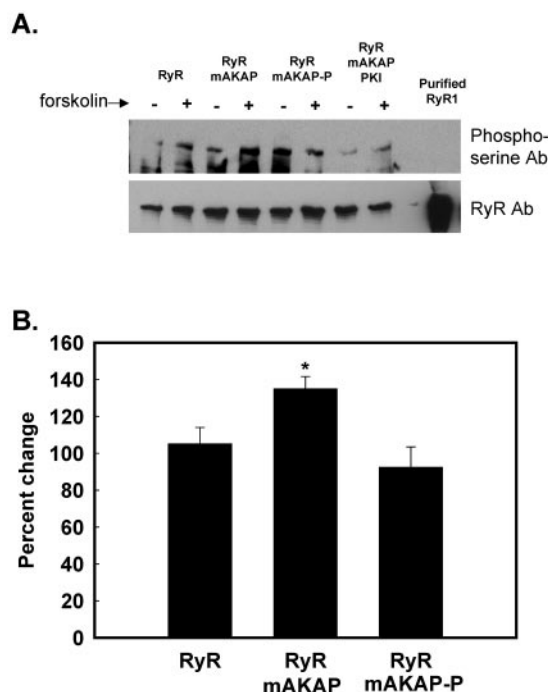 A.
RyR
RyR
mAKAP
RyR
mAKAP-P
RyR
mAKAP
PKI
Purified
RyR1
forskolin
- + - + - + - +
Phospho-
serine Ab
RyR Ab
B.
160
140
120
100
80
60
40
20
0
Percent change
*
RyR
RyR
mAKAP
RyR
mAKAP-P